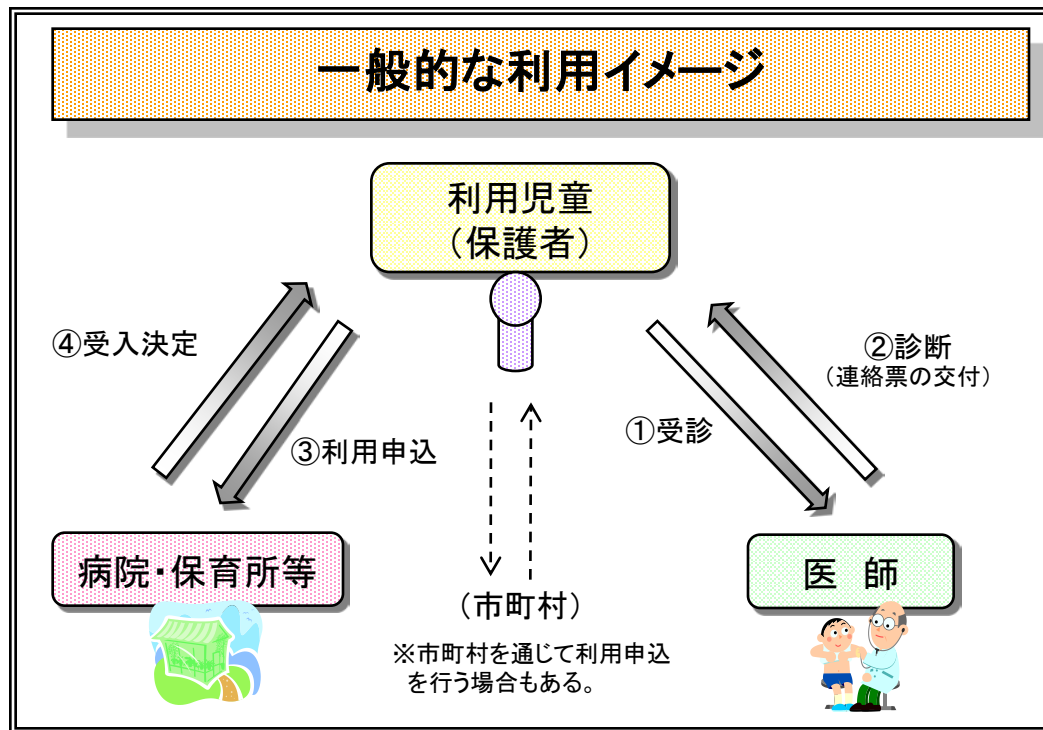 一般的な利用イメージ
利用児童
（保護者）
④受入決定
③利用申込
①受診
②診断
（連絡票の交付）
病院・保育所等
（市町村）
※市町村を通じて利用申込
を行う場合もある。
医　師